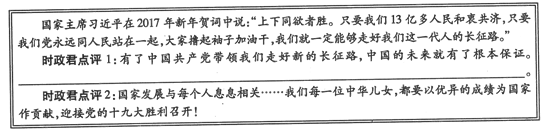 国家主席习近平在2017年新年贺词中说:“上下同欲者胜。只要我们13亿多人民和衷共济,只要
我们党永远同人民站在一起,大家撸起袖子加油干,我们就一定能够走好我们这一代人的长征路。”
时政君点评1:有了中国共产党带领我们走好新的长征路,中国的未来就有了根本保证。
________。
时政君点评2:国家发展与每个人息息相关……我们每一位中华儿女,都要以优异的成绩为国家
作贡献,迎接党的十九大胜利召开!